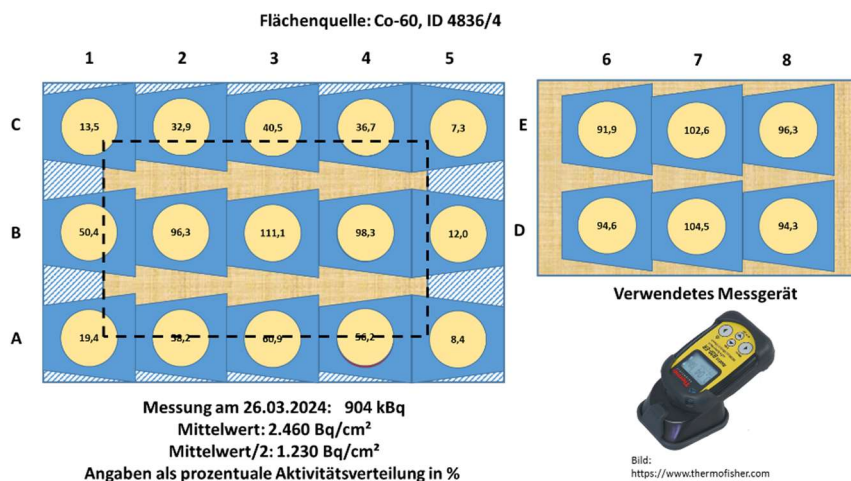 Flächenquelle: Co-60, ID 4836/4
1 2 3 4 5
C 13,5 32,9 40,5 36,7 7,3
B 50,4 96,3 111,1 98,3 12,0
A 19,4 58,2 60,9 56,2 8,4
Messung am 26.03.2024: 904 kBq
Mittelwert: 2.460 Bq/cm²
Mittelwert/2: 1.230 Bq/cm²
Angaben als prozentuale Aktivitätsverteilung in %
6 7 8
E 91,9 102,6 96,3
D 94,6 104,5 94,3
Verwendetes Messgerät
Bild:
https://www.thermofisher.com